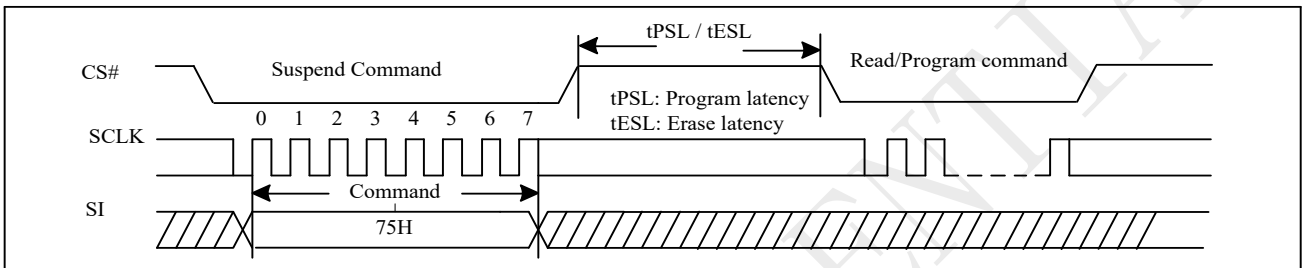 tPSL / tESL
CS#
Suspend Command
Read/Program command
tPSL: Program latency
tESL: Erase latency
0 1 2 3 4 5 6 7
SCLK
Command
SI
75H